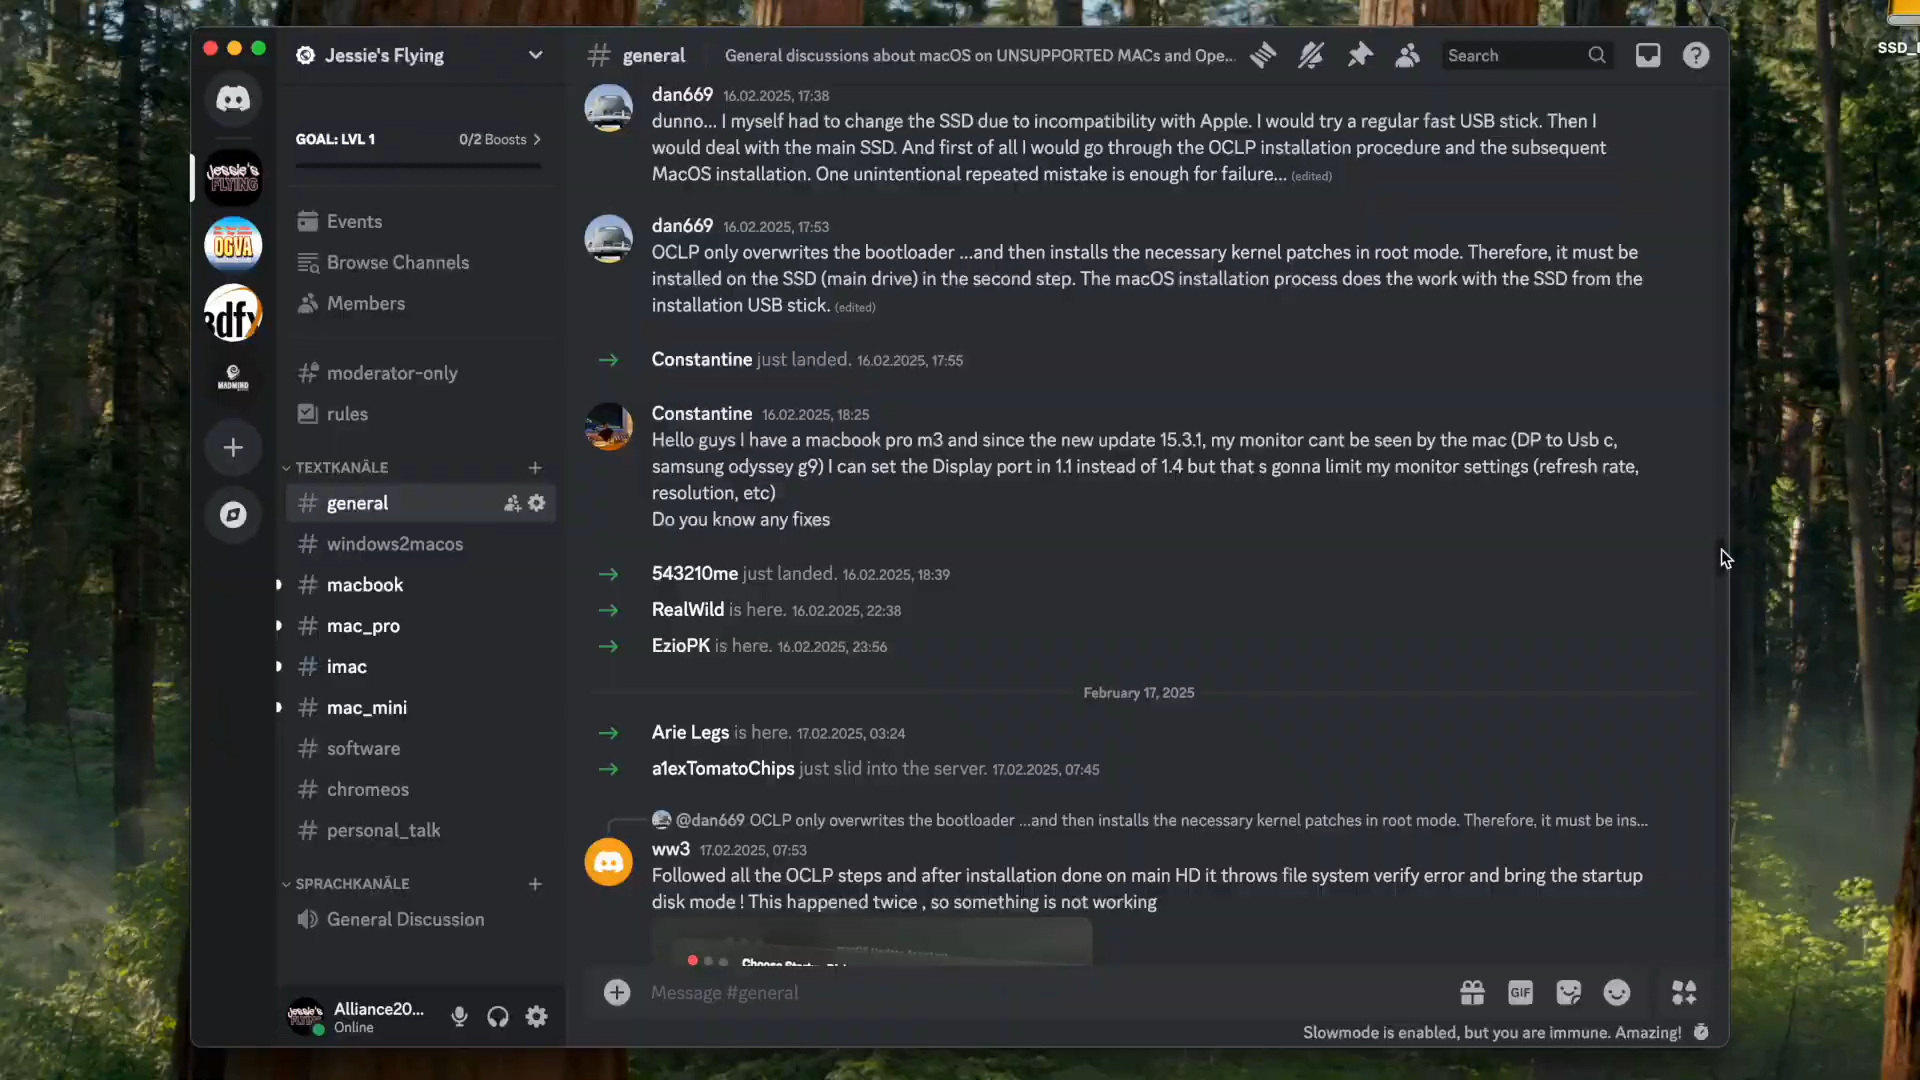 SSD_
Jessie's Flying
GOAL: LVL 1
0/2 Boosts
Events
Browse Channels
Members
moderator-only
rules
TEXTKANÄLE
general
windows2macos
macbook
mac_pro
imac
mac_mini
software
chromeos
personal_talk
SPRACHKANÄLE
General Discussion
Alliance20...
Online
Jessie's
FLYING
OGVA
3dfx
MADMIND
general
General discussions about macOS on UNSUPPORTED MACs and Ope...
Search
dan669 16.02.2025, 17:38
dunno... I myself had to change the SSD due to incompatibility with Apple. I would try a regular fast USB stick. Then I
would deal with the main SSD. And first of all I would go through the OCLP installation procedure and the subsequent
MacOS installation. One unintentional repeated mistake is enough for failure... (edited)
dan669 16.02.2025, 17:53
OCLP only overwrites the bootloader ...and then installs the necessary kernel patches in root mode. Therefore, it must be
installed on the SSD (main drive) in the second step. The macOS installation process does the work with the SSD from the
installation USB stick. (edited)
Constantine just landed. 16.02.2025, 17:55
Constantine 16.02.2025, 18:25
Hello guys I have a macbook pro m3 and since the new update 15.3.1, my monitor cant be seen by the mac (DP to Usb c,
samsung odyssey g9) I can set the Display port in 1.1 instead of 1.4 but that s gonna limit my monitor settings (refresh rate,
resolution, etc)
Do you know any fixes
543210me just landed. 16.02.2025, 18:39
RealWild is here. 16.02.2025, 22:38
EzioPK is here. 16.02.2025, 23:56
February 17, 2025
Arie Legs is here. 17.02.2025, 03:24
a1exTomatoChips just slid into the server. 17.02.2025, 07:45
@dan669 OCLP only overwrites the bootloader ...and then installs the necessary kernel patches in root mode. Therefore, it must be ins...
ww3 17.02.2025, 07:53
Followed all the OCLP steps and after installation done on main HD it throws file system verify error and bring the startup
disk mode ! This happened twice , so something is not working
Message #general
GIF
Slowmode is enabled, but you are immune. Amazing!